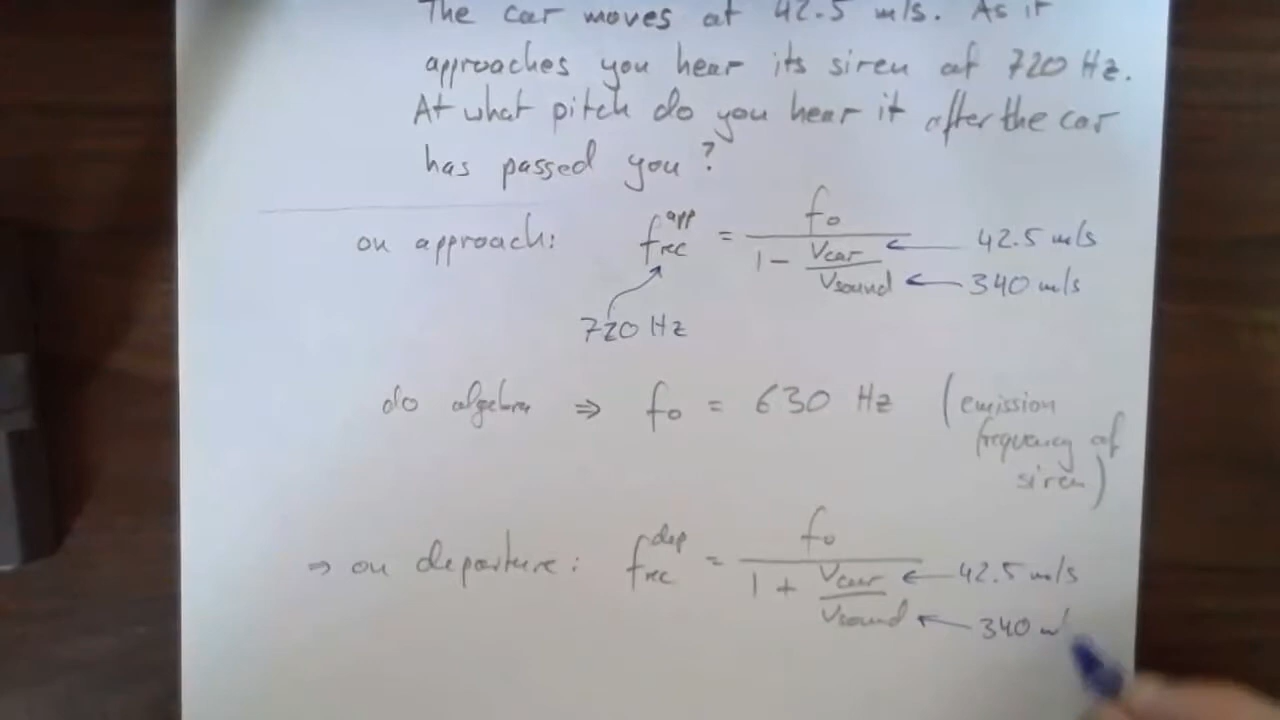 The car moves at 42.5 m/s. As it
approaches you hear its siren at 720 Hz.
At what pitch do you hear it after the car
has passed you?
on approach: f_rec^app = f₀ / (1 - v_car / v_sound) ← 42.5 m/s ← 340 m/s
720 Hz
do algebra ⇒ f₀ = 630 Hz (emission
frequency of
siren)
⇒ on departure: f_rec^dep = f₀ / (1 + v_car / v_sound) ← 42.5 m/s ← 340 m/